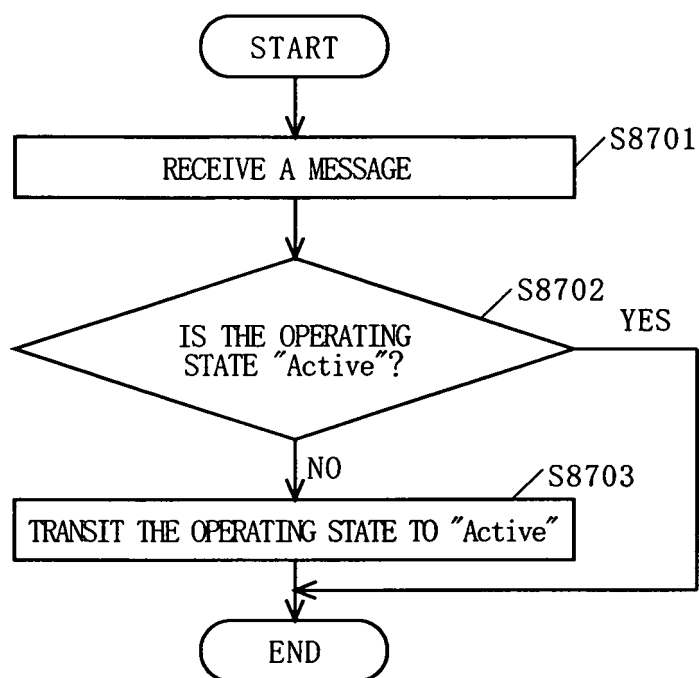 START
S8701
RECEIVE A MESSAGE
S8702
YES
IS THE OPERATING
STATE "Active"?
NO
S8703
TRANSIT THE OPERATING STATE TO "Active"
END